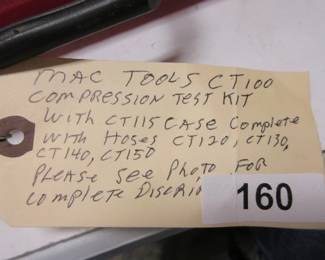 MAC TOOLS CT100
COMPRESSION TEST KIT
WITH CT115 CASE COMPLETE
WITH HOSES CT120, CT130,
CT140, CT150
PLEASE SEE PHOTO FOR
COMPLETE
160